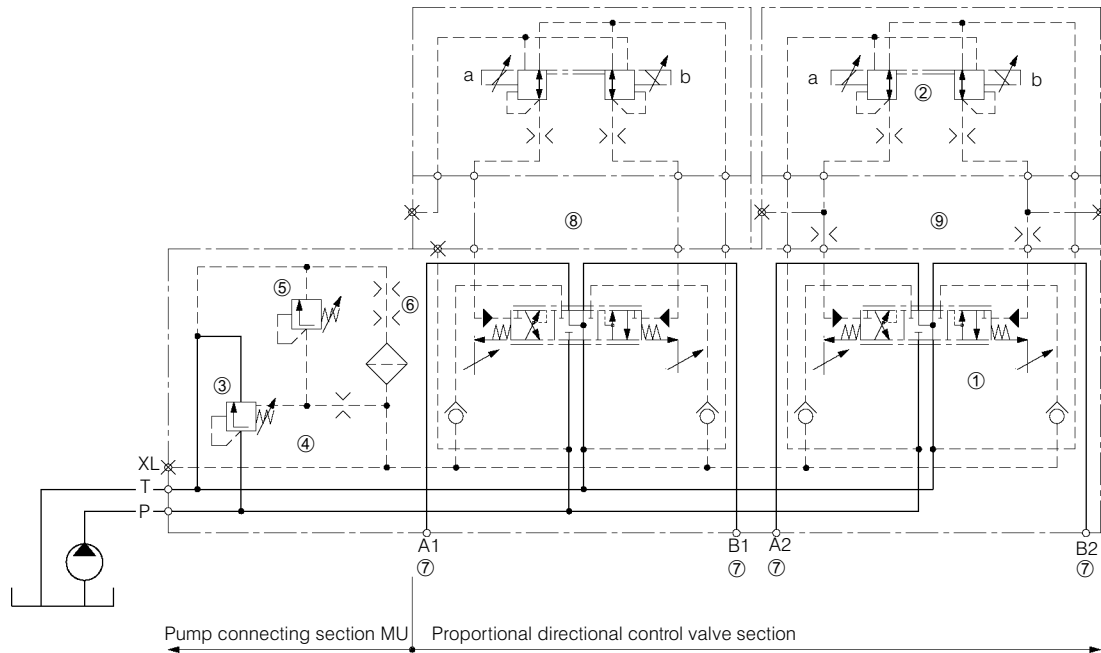 a b a ② b
⑧ ⑨
⑤ ⑥
③ ①
④
XL
T
P
A1 B1 A2 B2
⑦ ⑦ ⑦ ⑦
Pump connecting section MU Proportional directional control valve section